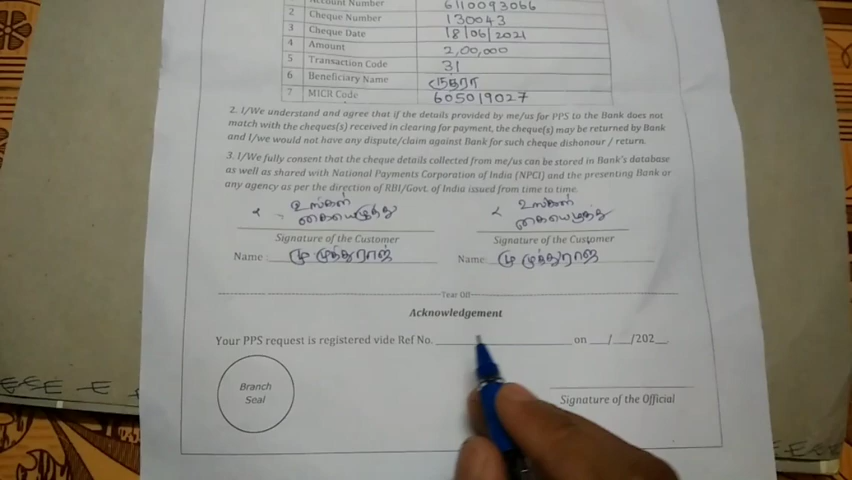 Account Number 6110093066
2 Cheque Number 130043
3 Cheque Date 18/06/2021
4 Amount 2,00,000
5 Transaction Code 31
6 Beneficiary Name ருத்ரா
7 MICR Code 605019027
2. I/We understand and agree that if the details provided by me/us for PPS to the Bank does not
match with the cheques(s) received in clearing for payment, the cheque(s) may be returned by Bank
and I/we would not have any dispute/claim against Bank for such cheque dishonour / return.
3. I/We fully consent that the cheque details collected from me/us can be stored in Bank's database
as well as shared with National Payments Corporation of India (NPCI) and the presenting Bank or
any agency as per the direction of RBI/Govt. of India issued from time to time.
உங்கள் உங்கள்
கையெழுத்து கையெழுத்து
Signature of the Customer Signature of the Customer
Name மு முத்துராஜ் Name மு முத்துராஜ்
Tear Off
Acknowledgement
Your PPS request is registered vide Ref No. ____________ on __/__/202__.
Branch
Seal
Signature of the Official